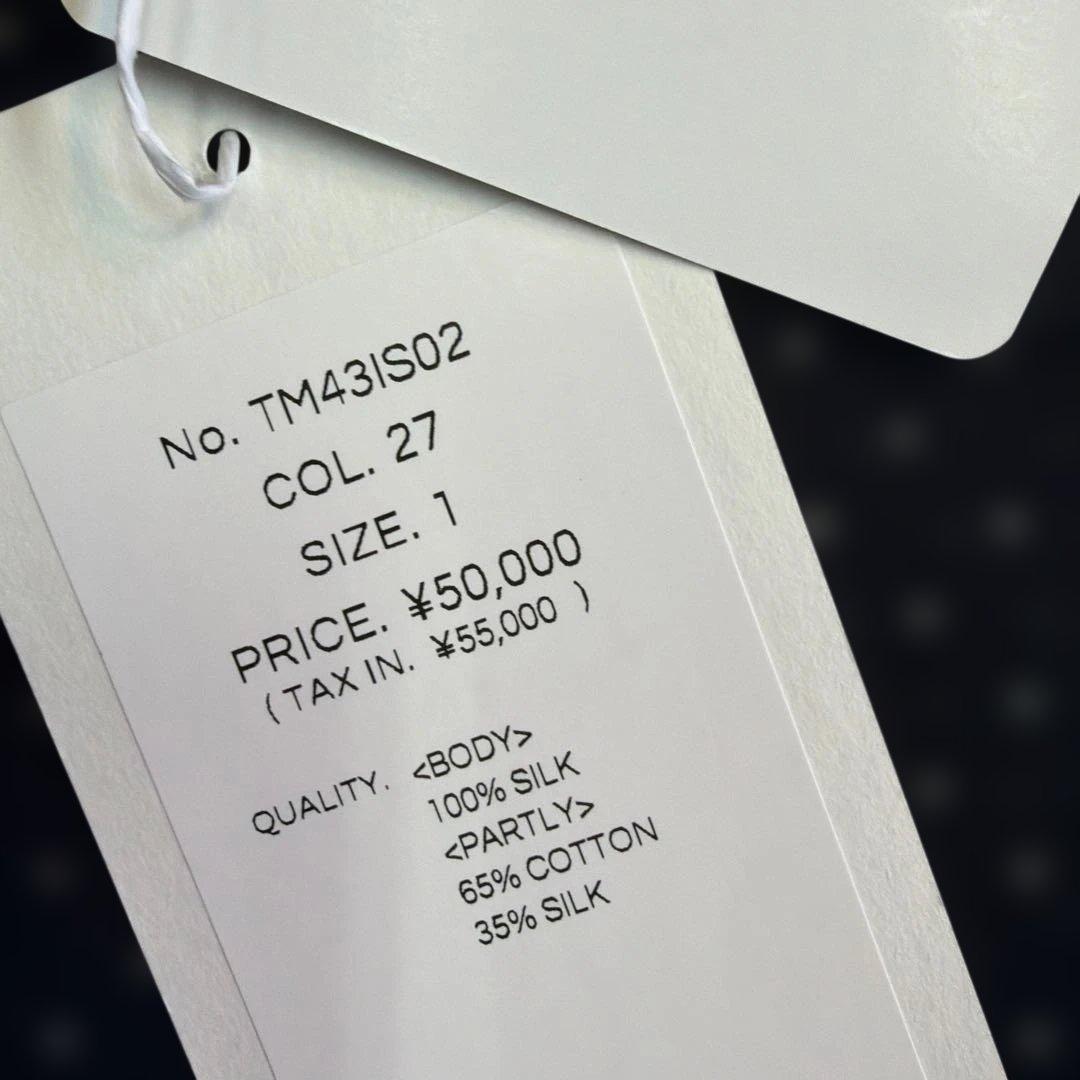 No. TM43IS02
COL. 27
SIZE. 1
PRICE. ¥50,000
( TAX IN. ¥55,000 )
QUALITY. <BODY>
100% SILK
<PARTLY>
65% COTTON
35% SILK